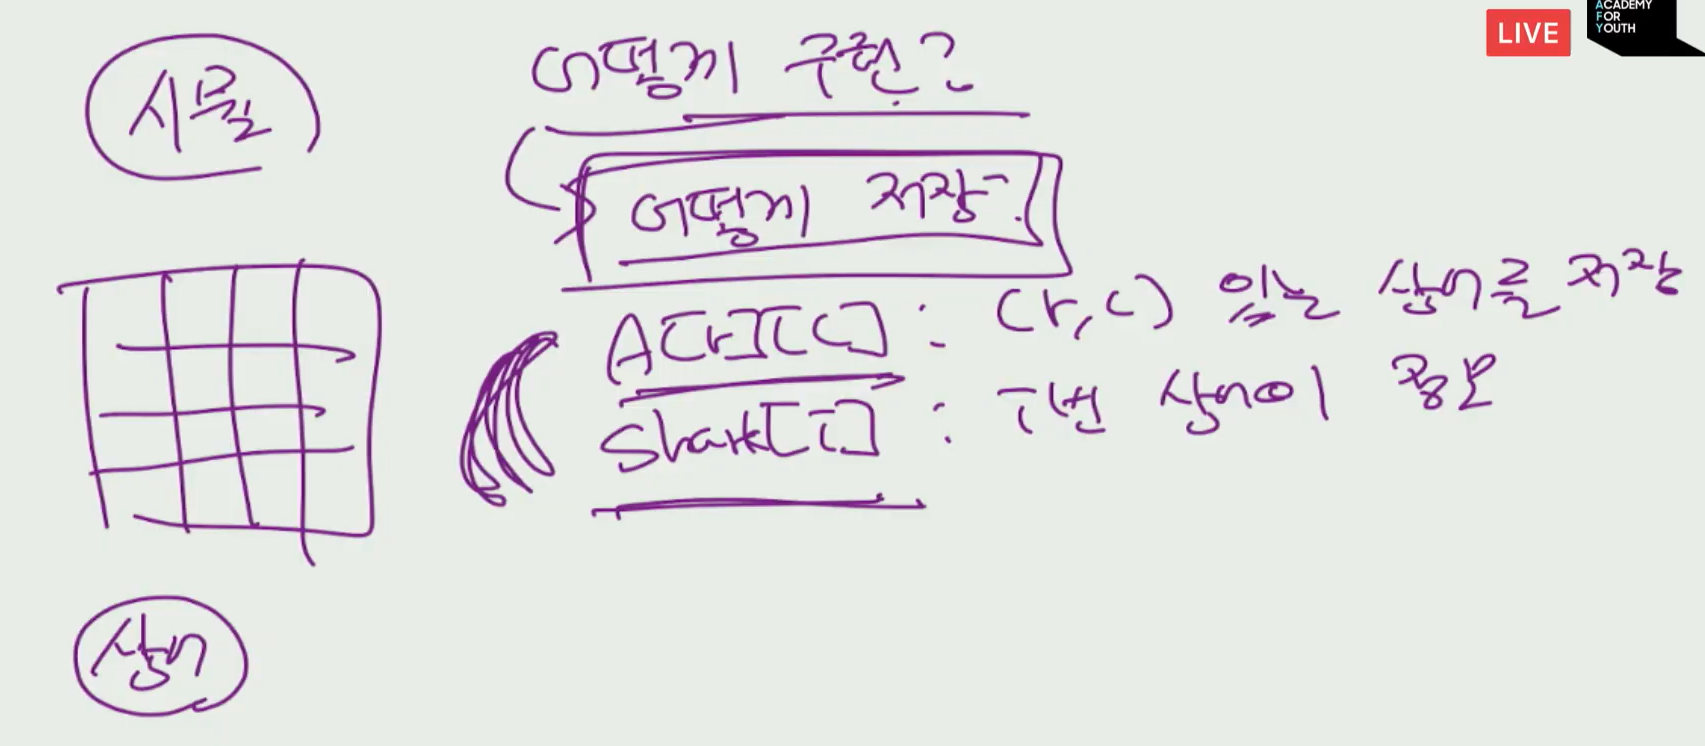 시뮬
어떻게 구현?
어떻게 저장
A[r][c] : (r,c) 있는 상어를 저장
Shark[i] : i번 상어의 정보
상어
LIVE
ACADEMY
FOR
YOUTH